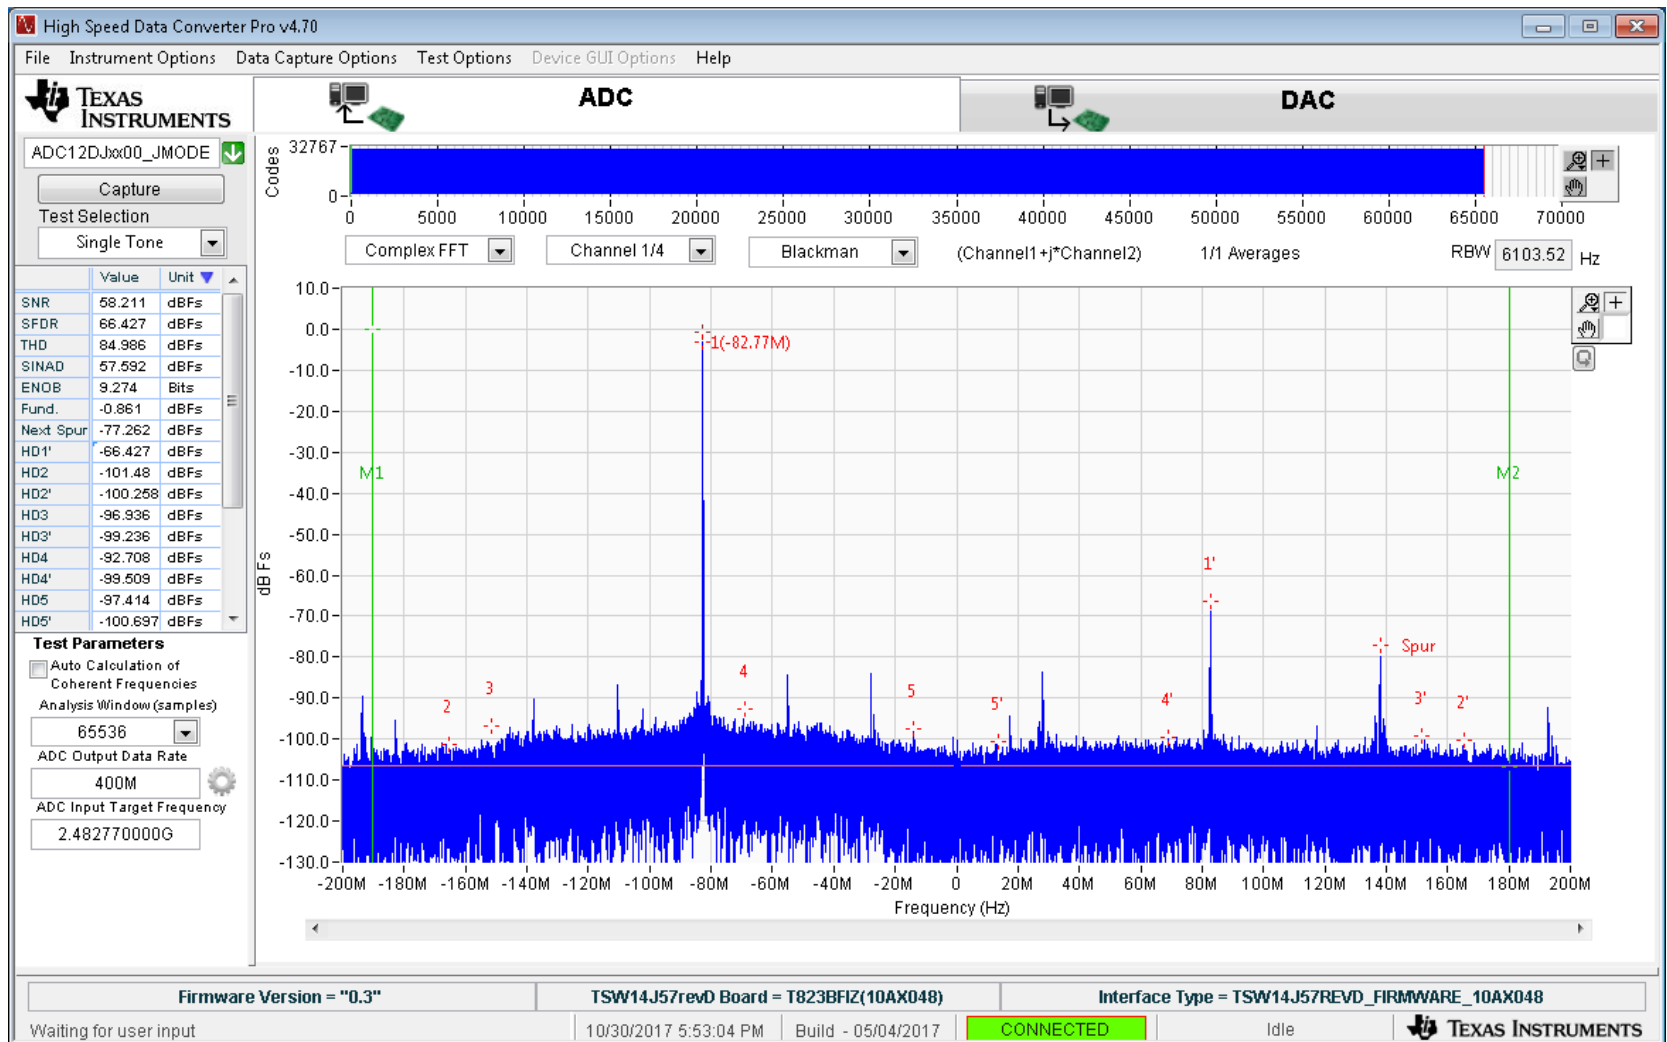 High Speed Data Converter Pro v4.70
File Instrument Options Data Capture Options Test Options Device GUI Options Help
TEXAS INSTRUMENTS
ADC
DAC
ADC12DJxx00_JMODE
Capture
Test Selection
Single Tone
Codes
32767
0
0 5000 10000 15000 20000 25000 30000 35000 40000 45000 50000 55000 60000 65000 70000
Complex FFT Channel 1/4 Blackman (Channel1+j*Channel2) 1/1 Averages RBW 6103.52 Hz
Value Unit
SNR 58.211 dBFs
SFDR 66.427 dBFs
THD 84.986 dBFs
SINAD 57.592 dBFs
ENOB 9.274 Bits
Fund. -0.861 dBFs
Next Spur -77.262 dBFs
HD1' -66.427 dBFs
HD2 -101.48 dBFs
HD2' -100.258 dBFs
HD3 -96.936 dBFs
HD3' -99.236 dBFs
HD4 -92.708 dBFs
HD4' -99.509 dBFs
HD5 -97.414 dBFs
HD5' -100.697 dBFs
Test Parameters
Auto Calculation of
Coherent Frequencies
Analysis Window (samples)
65536
ADC Output Data Rate
400M
ADC Input Target Frequency
2.482770000G
dB Fs
10.0
0.0
-10.0
-20.0
-30.0
-40.0
-50.0
-60.0
-70.0
-80.0
-90.0
-100.0
-110.0
-120.0
-130.0
1(-82.77M)
M1
M2
1'
Spur
2
3
4
5
5'
4'
3'
2'
-200M -180M -160M -140M -120M -100M -80M -60M -40M -20M 0 20M 40M 60M 80M 100M 120M 140M 160M 180M 200M
Frequency (Hz)
Firmware Version = "0.3" TSW14J57revD Board = T823BFIZ(10AX048) Interface Type = TSW14J57REVD_FIRMWARE_10AX048
Waiting for user input 10/30/2017 5:53:04 PM Build - 05/04/2017 CONNECTED Idle TEXAS INSTRUMENTS